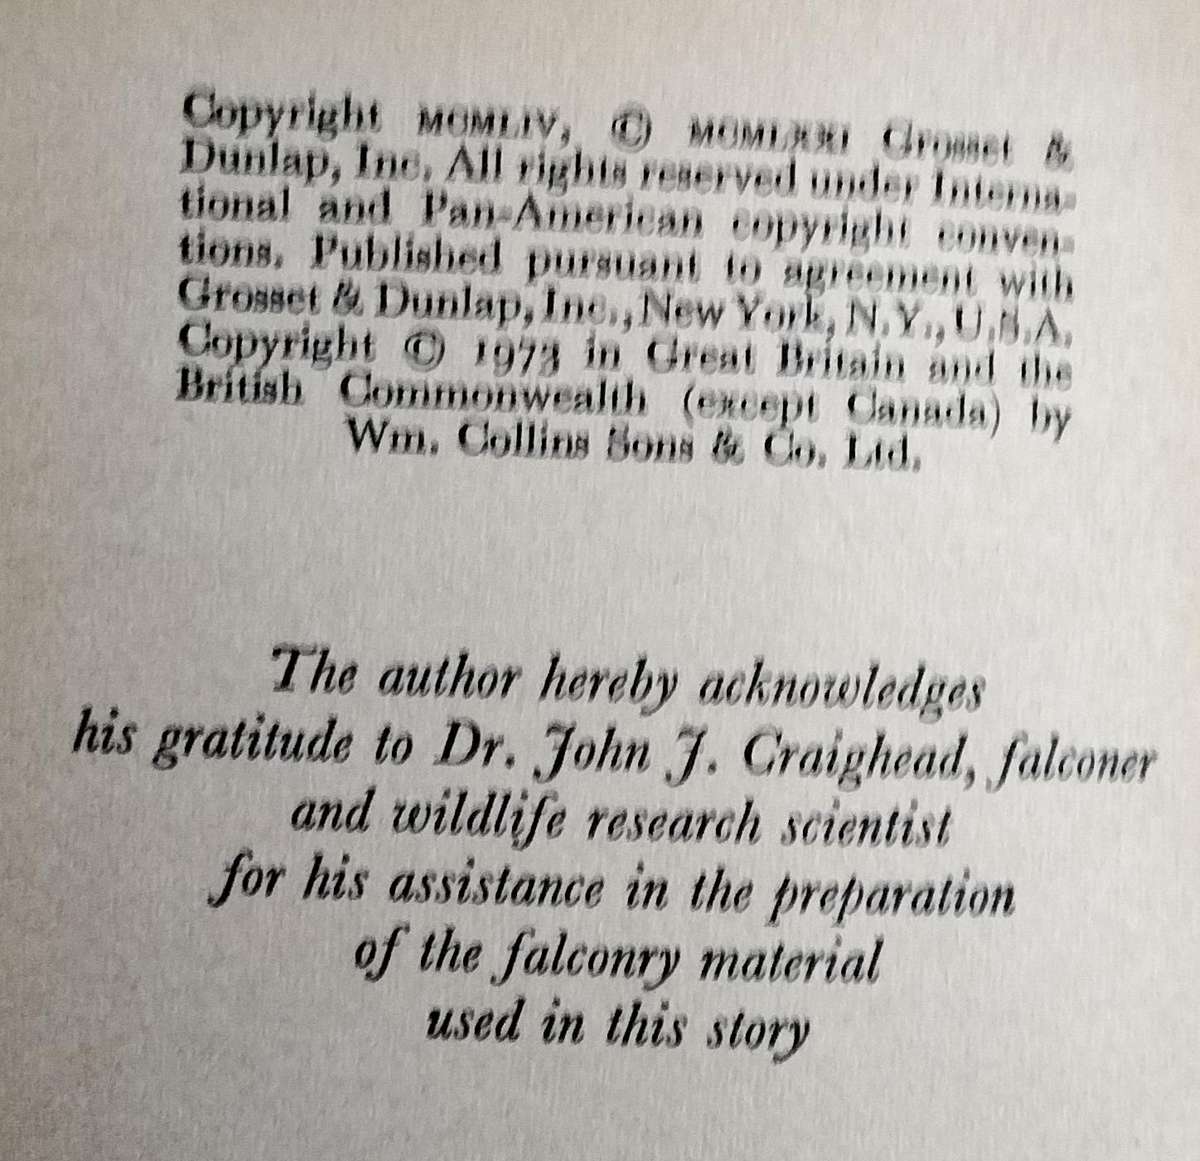 Copyright MCMLIV, © MCMLXXI Grosset &
Dunlap, Inc. All rights reserved under Interna-
tional and Pan-American copyright conven-
tions. Published pursuant to agreement with
Grosset & Dunlap, Inc., New York, N.Y., U.S.A.
Copyright © 1973 in Great Britain and the
British Commonwealth (except Canada) by
Wm. Collins Sons & Co. Ltd.
The author hereby acknowledges
his gratitude to Dr. John J. Craighead, falconer
and wildlife research scientist
for his assistance in the preparation
of the falconry material
used in this story